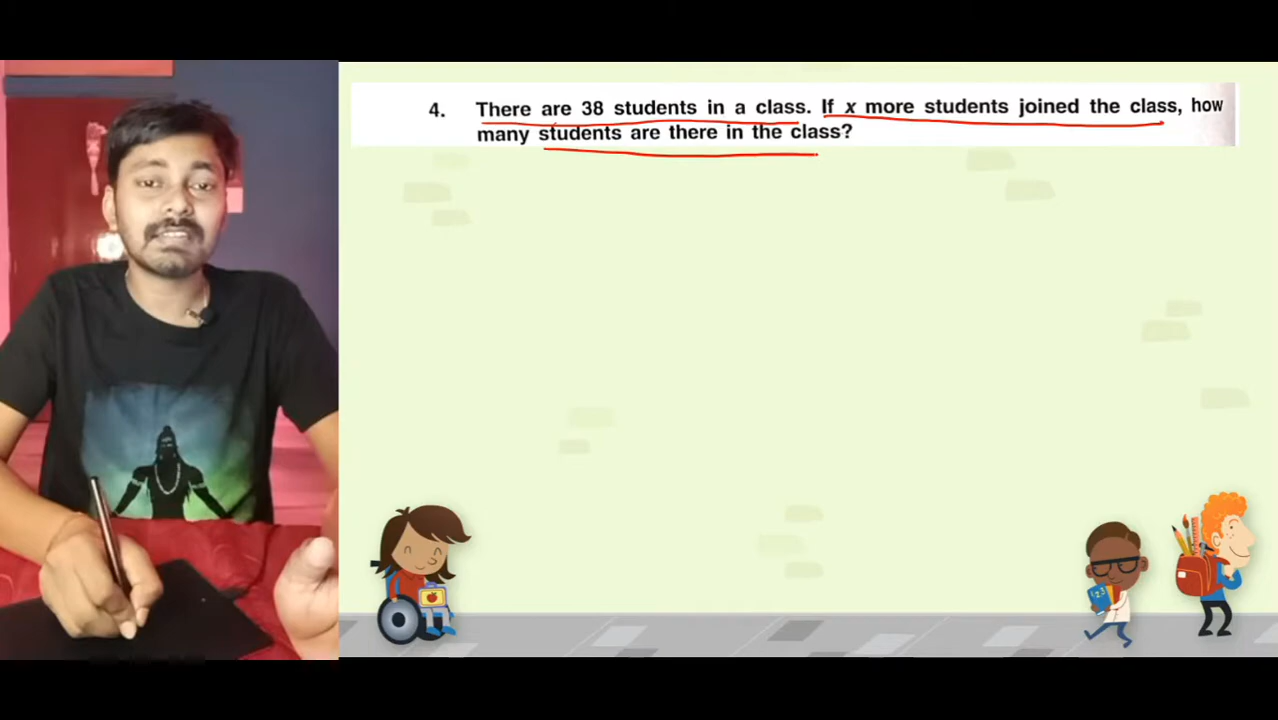 4. There are 38 students in a class. If x more students joined the class, how
many students are there in the class?